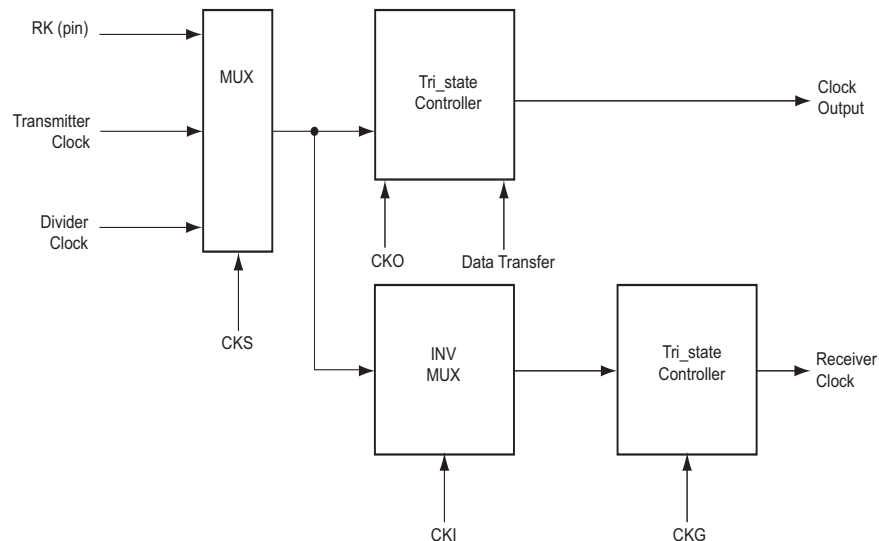 RK (pin)
MUX
Tri_state
Controller
Clock
Output
Transmitter
Clock
Divider
Clock
CKO
Data Transfer
CKS
INV
MUX
Tri_state
Controller
Receiver
Clock
CKI
CKG